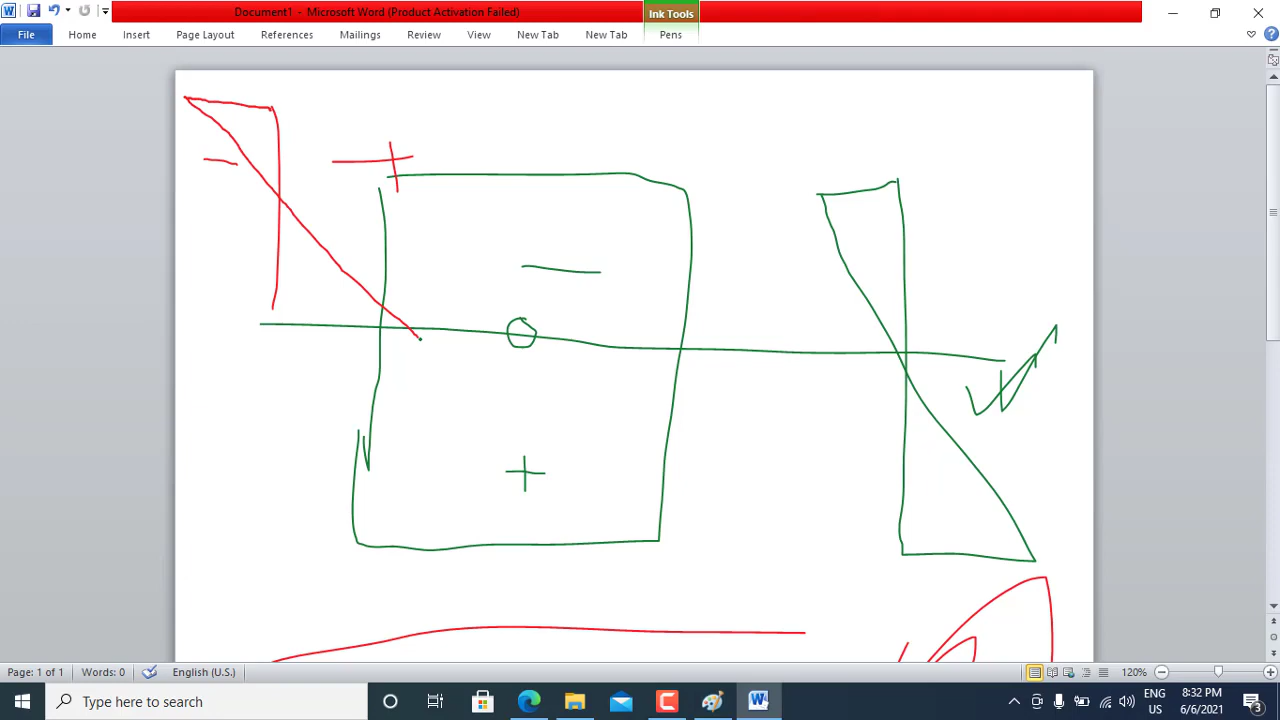 Document1 - Microsoft Word (Product Activation Failed)
Ink Tools
File Home Insert Page Layout References Mailings Review View New Tab New Tab Pens
− +
−
+
Page: 1 of 1 Words: 0 English (U.S.) 120%
Type here to search
ENG 8:32 PM
US 6/6/2021 3